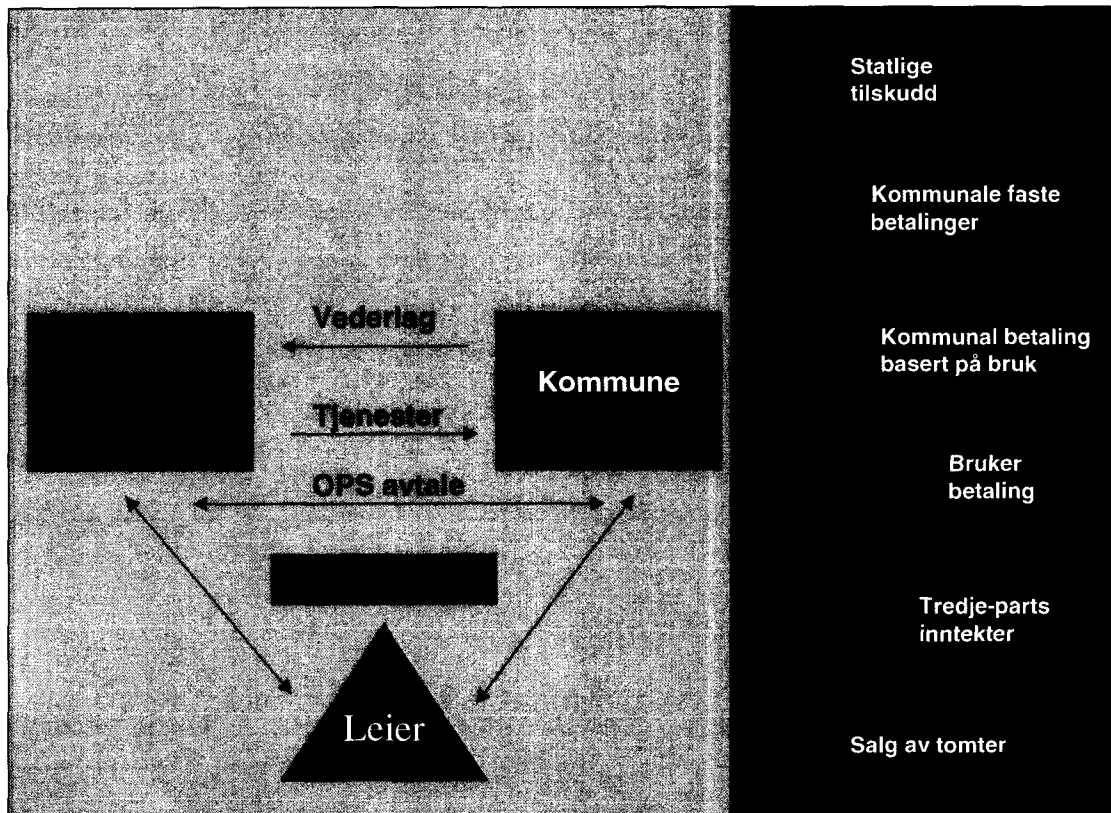 Vederlag
Kommune
Tjenester
OPS avtale
Leier
Statlige
tilskudd
Kommunale faste
betalinger
Kommunal betaling
basert på bruk
Bruker
betaling
Tredje-parts
inntekter
Salg av tomter